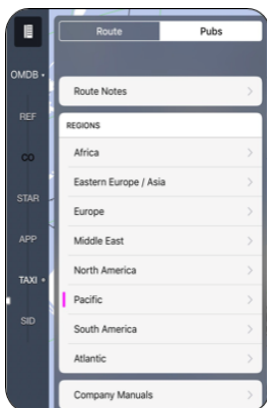 Route Pubs
OMDB
Route Notes
REF
REGIONS
CO
Africa
Eastern Europe / Asia
STAR
Europe
APP
Middle East
North America
TAXI
Pacific
SID
South America
Atlantic
Company Manuals